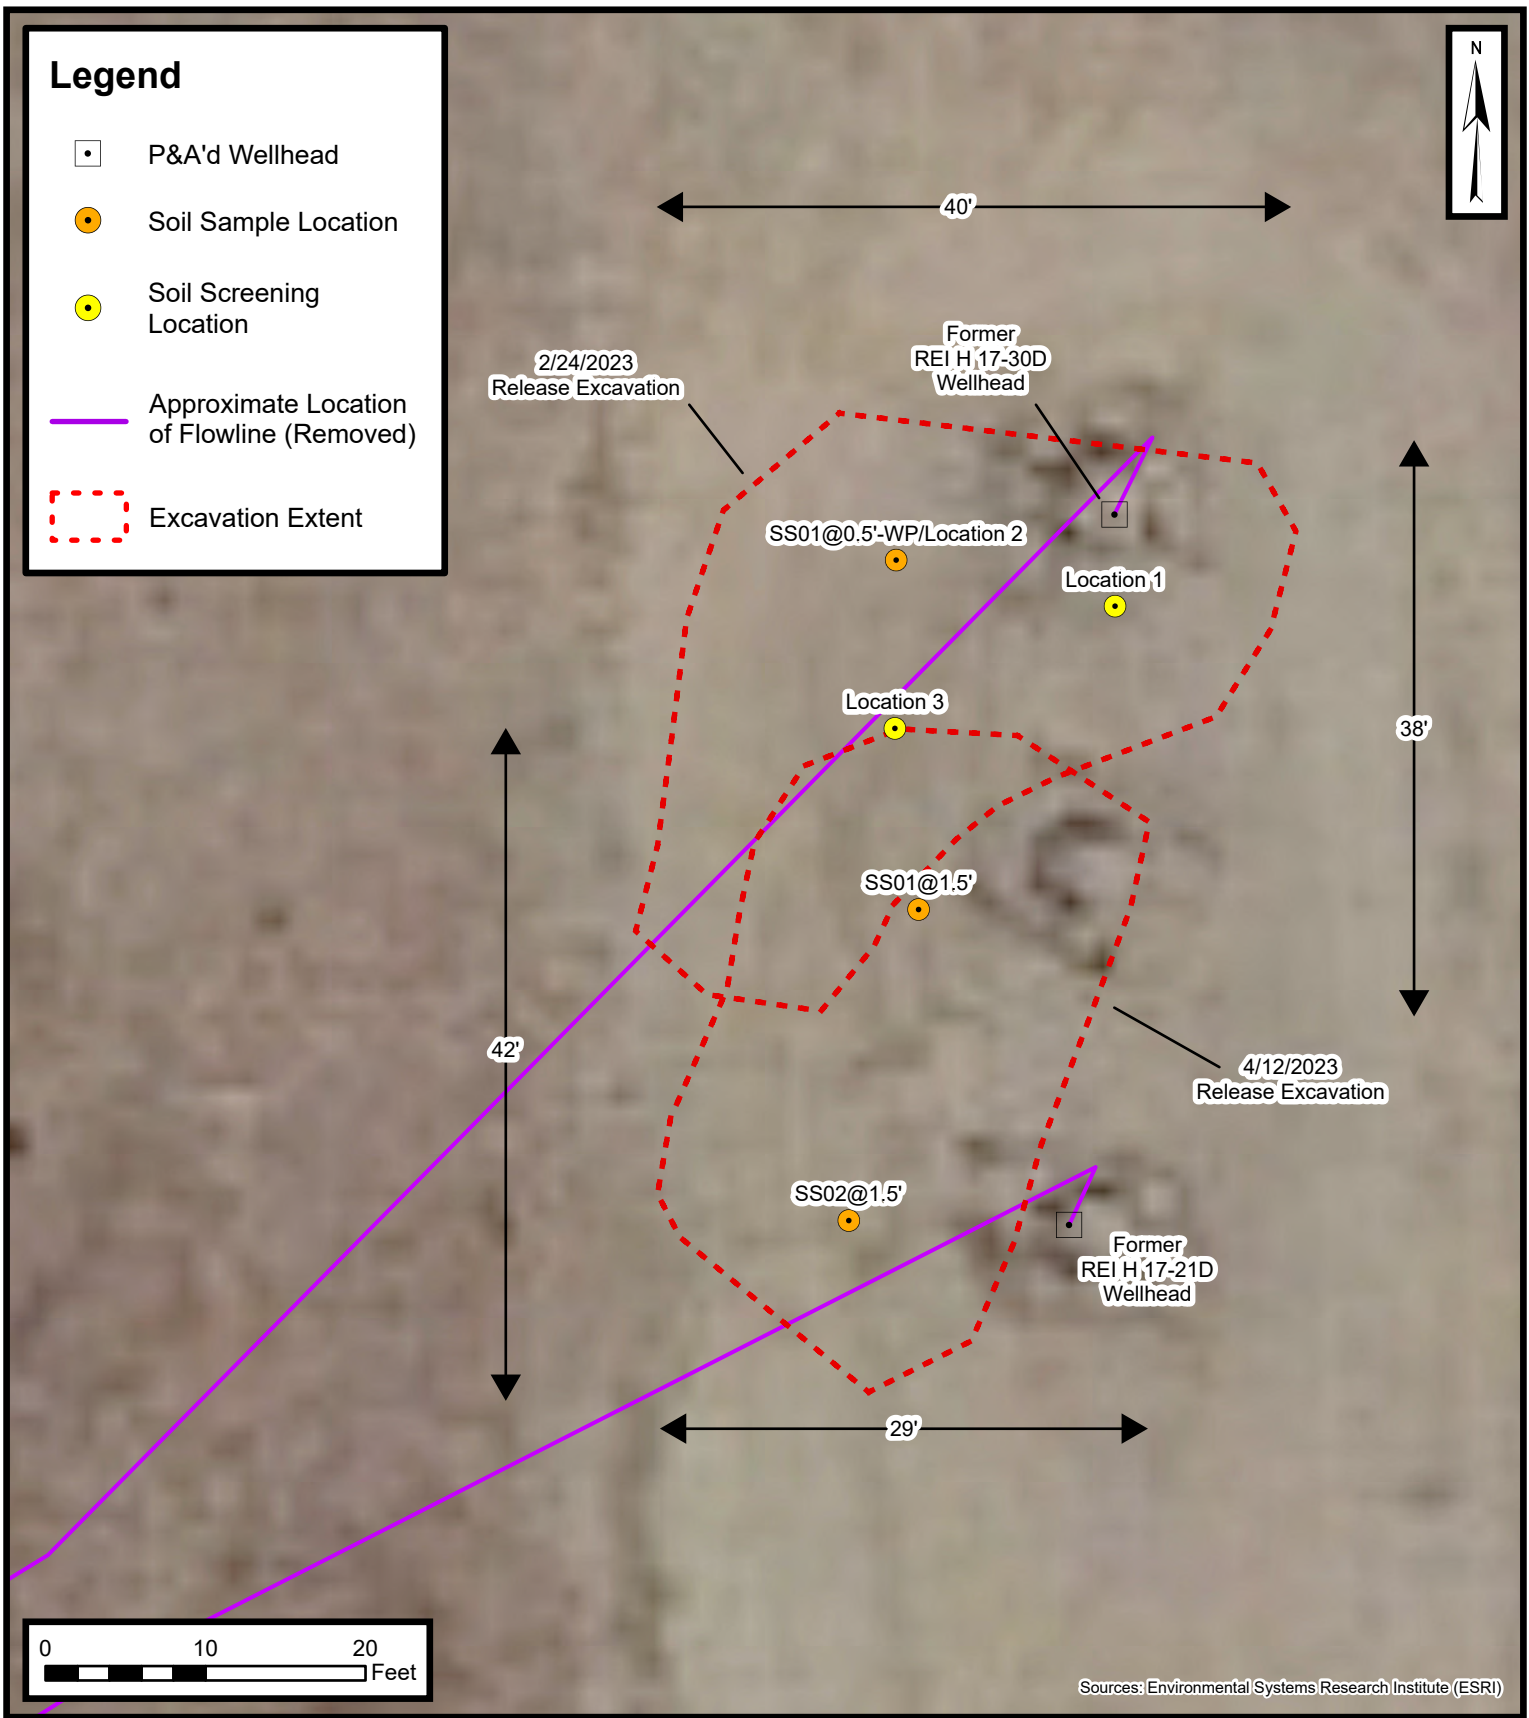 Legend
P&A'd Wellhead
Soil Sample Location
Soil Screening
Location
Approximate Location
of Flowline (Removed)
Excavation Extent
N
40'
Former
REI H 17-30D
Wellhead
2/24/2023
Release Excavation
SS01@0.5'-WP/Location 2
Location 1
Location 3
38'
SS01@1.5'
42'
4/12/2023
Release Excavation
SS02@1.5'
Former
REI H 17-21D
Wellhead
29'
0 10 20
Feet
Sources: Environmental Systems Research Institute (ESRI)